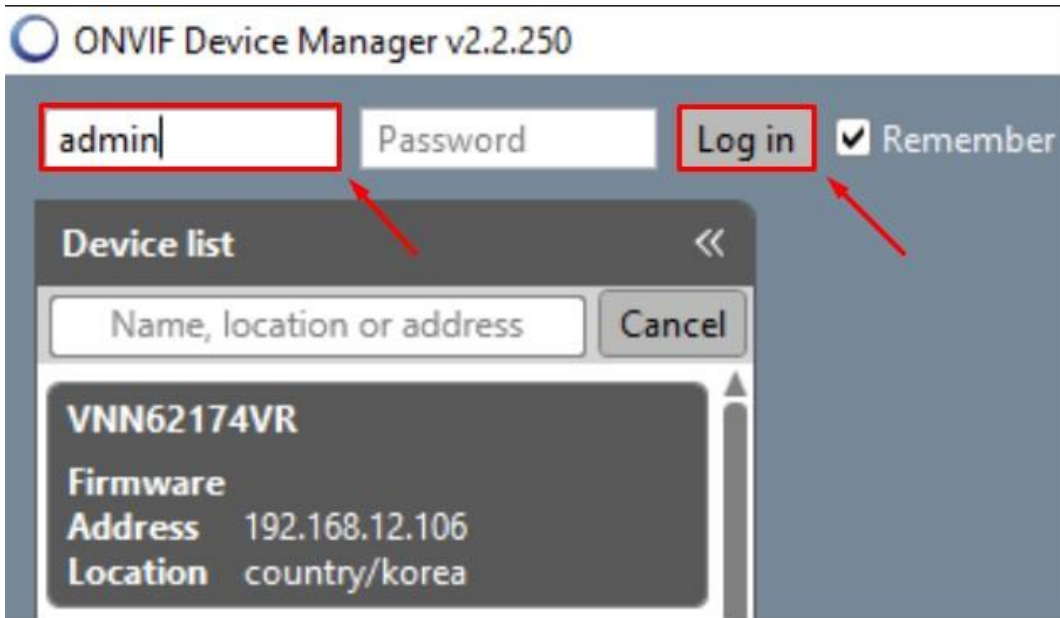 ONVIF Device Manager v2.2.250
admin Password Log in Remember
Device list
Name, location or address Cancel
VNN62174VR
Firmware
Address 192.168.12.106
Location country/korea